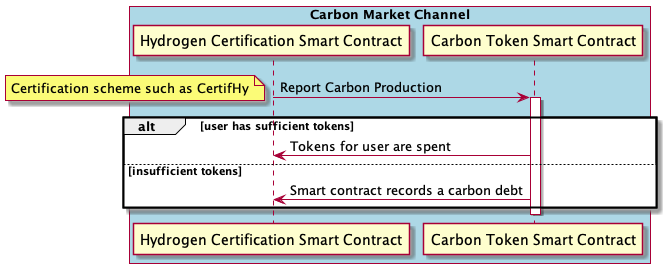 Carbon Market Channel
Hydrogen Certification Smart Contract
Carbon Token Smart Contract
Certification scheme such as CertifHy
Report Carbon Production
alt
[user has sufficient tokens]
Tokens for user are spent
[insufficient tokens]
Smart contract records a carbon debt
Hydrogen Certification Smart Contract
Carbon Token Smart Contract